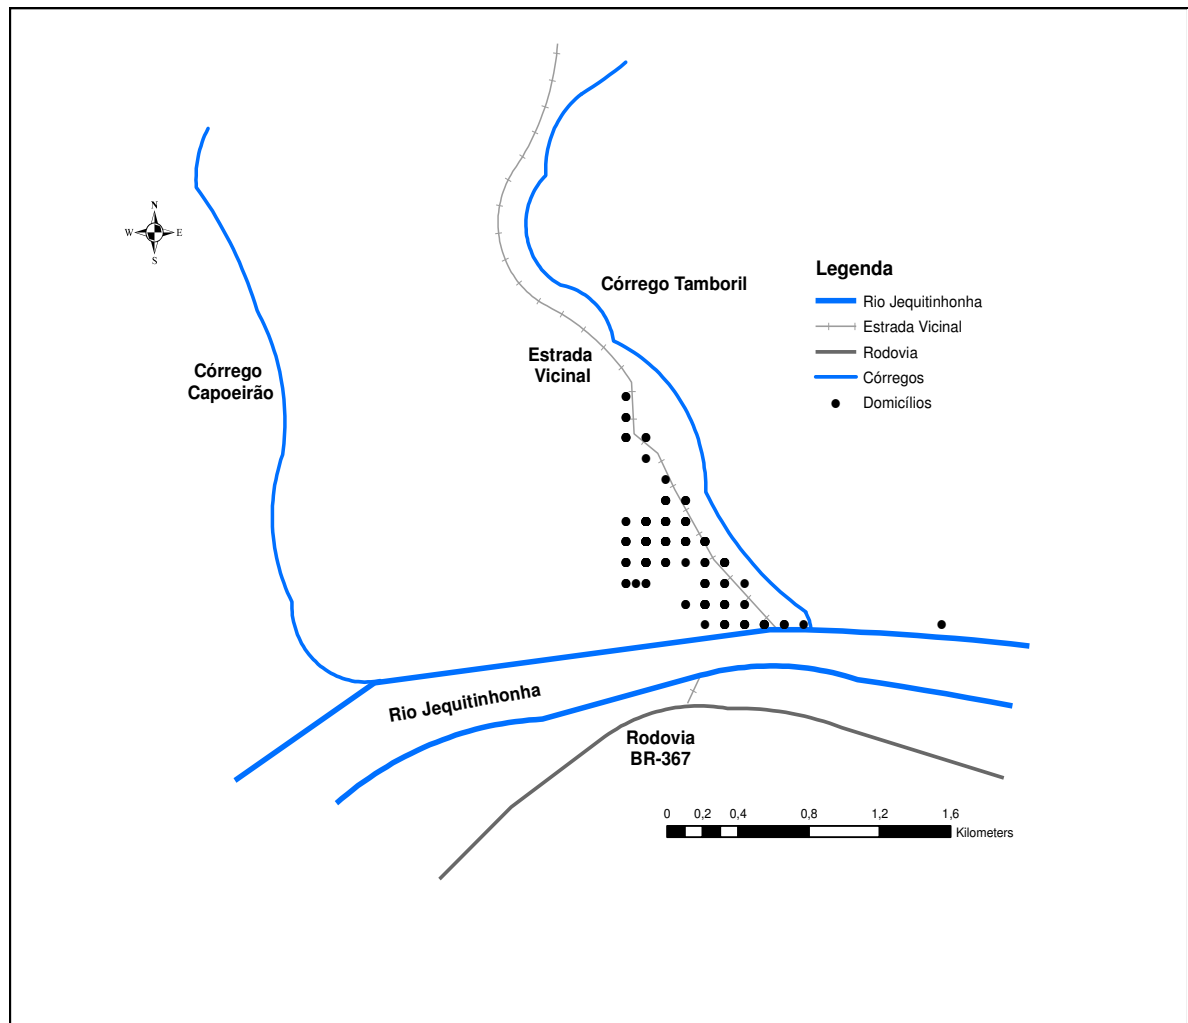 N
W E
S
Córrego Tamboril
Estrada
Vicinal
Córrego
Capoeirão
Legenda
Rio Jequitinhonha
Estrada Vicinal
Rodovia
Córregos
Domicílios
Rio Jequitinhonha
Rodovia
BR-367
0 0,2 0,4 0,8 1,2 1,6
Kilometers